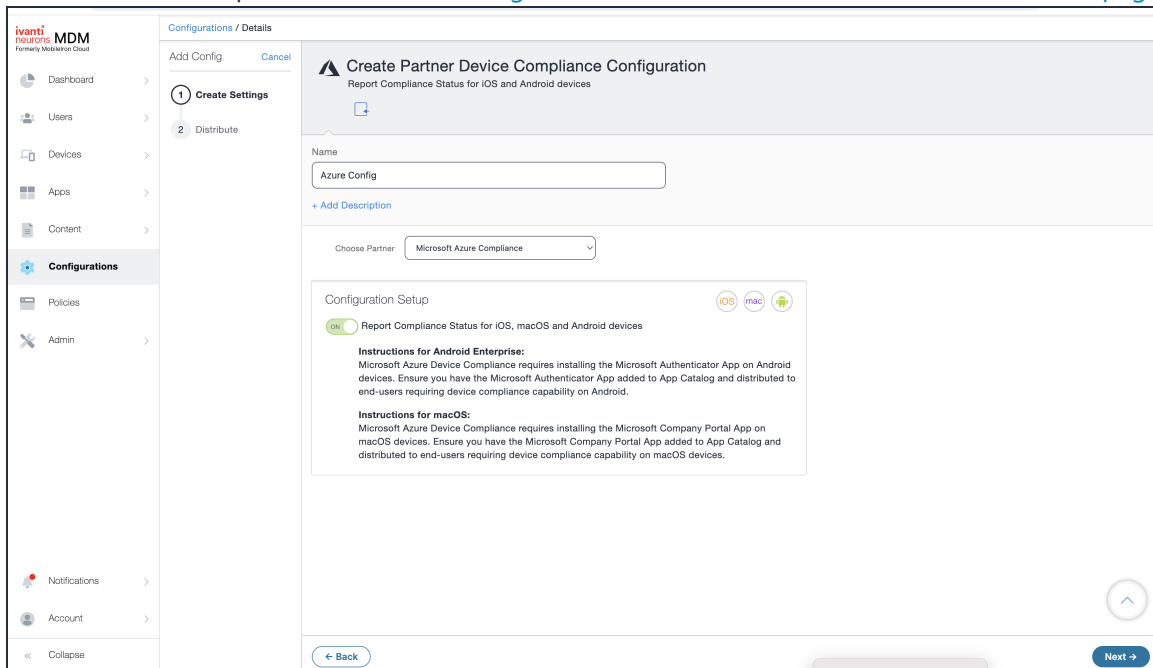 ivanti
neurons MDM
Formerly MobileIron Cloud
Dashboard
Users
Devices
Apps
Content
Configurations
Policies
Admin
Notifications
Account
« Collapse
Configurations / Details
Add Config Cancel
1 Create Settings
2 Distribute
Create Partner Device Compliance Configuration
Report Compliance Status for iOS and Android devices
Name
Azure Config
+ Add Description
Choose Partner Microsoft Azure Compliance
Configuration Setup iOS mac
ON Report Compliance Status for iOS, macOS and Android devices
Instructions for Android Enterprise:
Microsoft Azure Device Compliance requires installing the Microsoft Authenticator App on Android
devices. Ensure you have the Microsoft Authenticator App added to App Catalog and distributed to
end-users requiring device compliance capability on Android.
Instructions for macOS:
Microsoft Azure Device Compliance requires installing the Microsoft Company Portal App on
macOS devices. Ensure you have the Microsoft Company Portal App added to App Catalog and
distributed to end-users requiring device compliance capability on macOS devices.
← Back
Next →